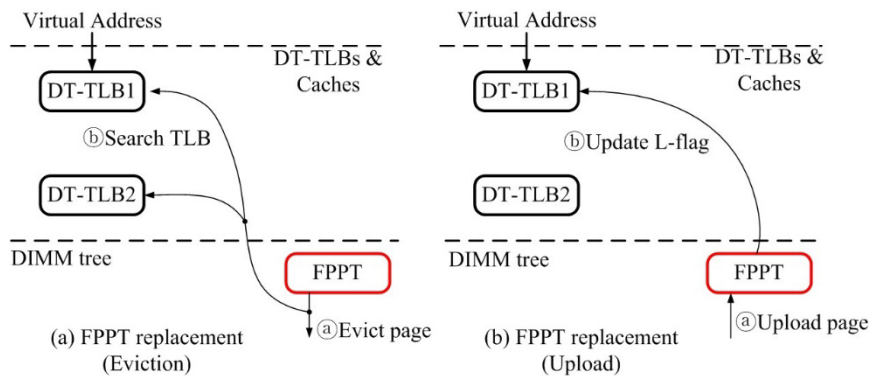 Virtual Address
DT-TLBs &
Caches
DT-TLB1
ⓑSearch TLB
DT-TLB2
DIMM tree
FPPT
ⓐEvict page
(a) FPPT replacement
(Eviction)
Virtual Address
DT-TLBs &
Caches
DT-TLB1
ⓑUpdate L-flag
DT-TLB2
DIMM tree
FPPT
ⓐUpload page
(b) FPPT replacement
(Upload)